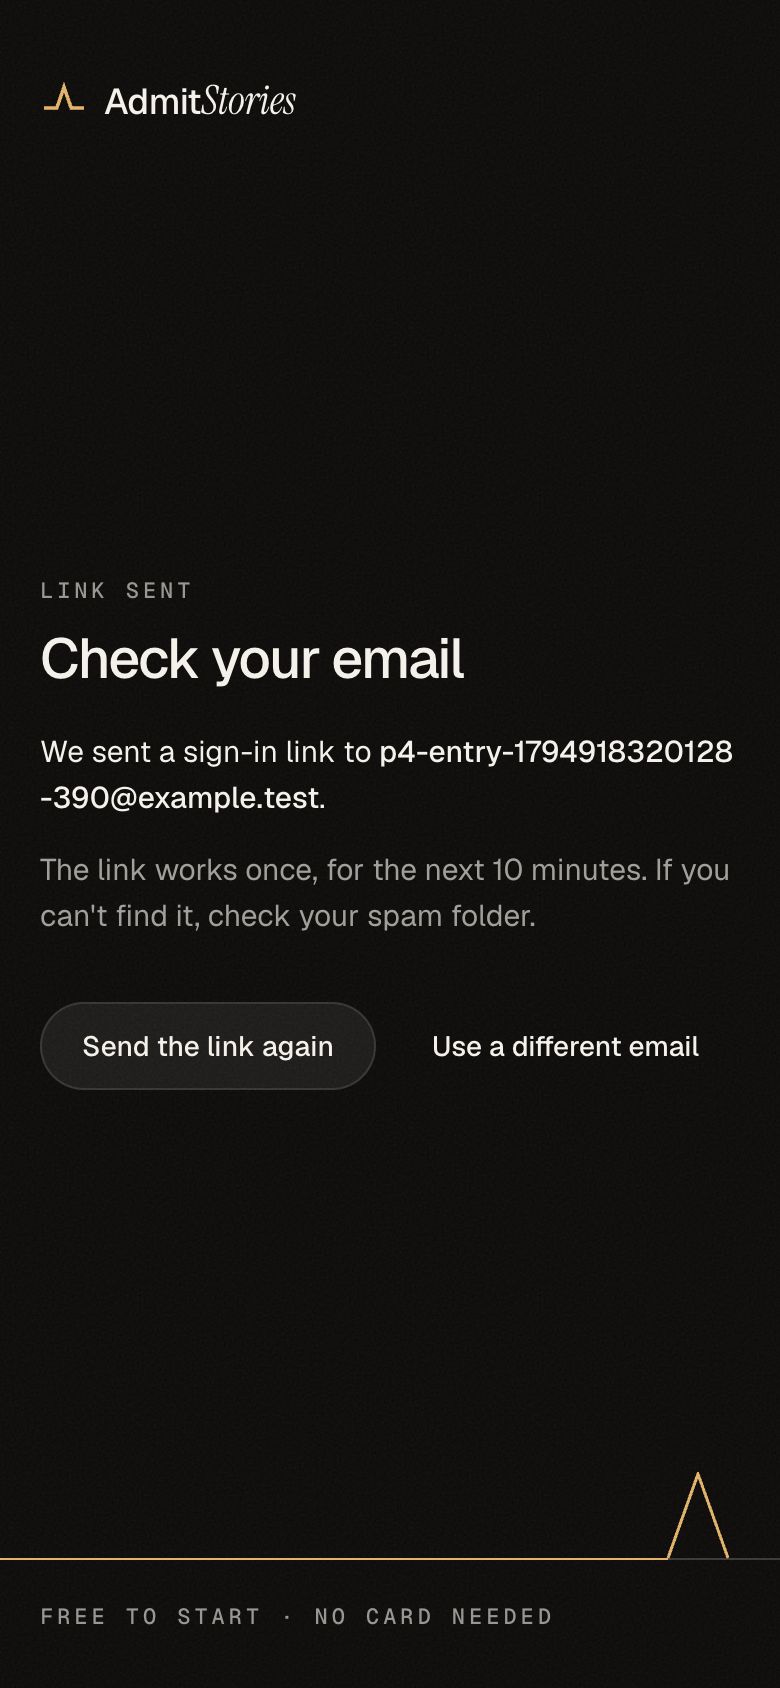 AdmitStories
LINK SENT
Check your email
We sent a sign-in link to p4-entry-1794918320128
-390@example.test.
The link works once, for the next 10 minutes. If you
can't find it, check your spam folder.
Send the link again
Use a different email
FREE TO START · NO CARD NEEDED